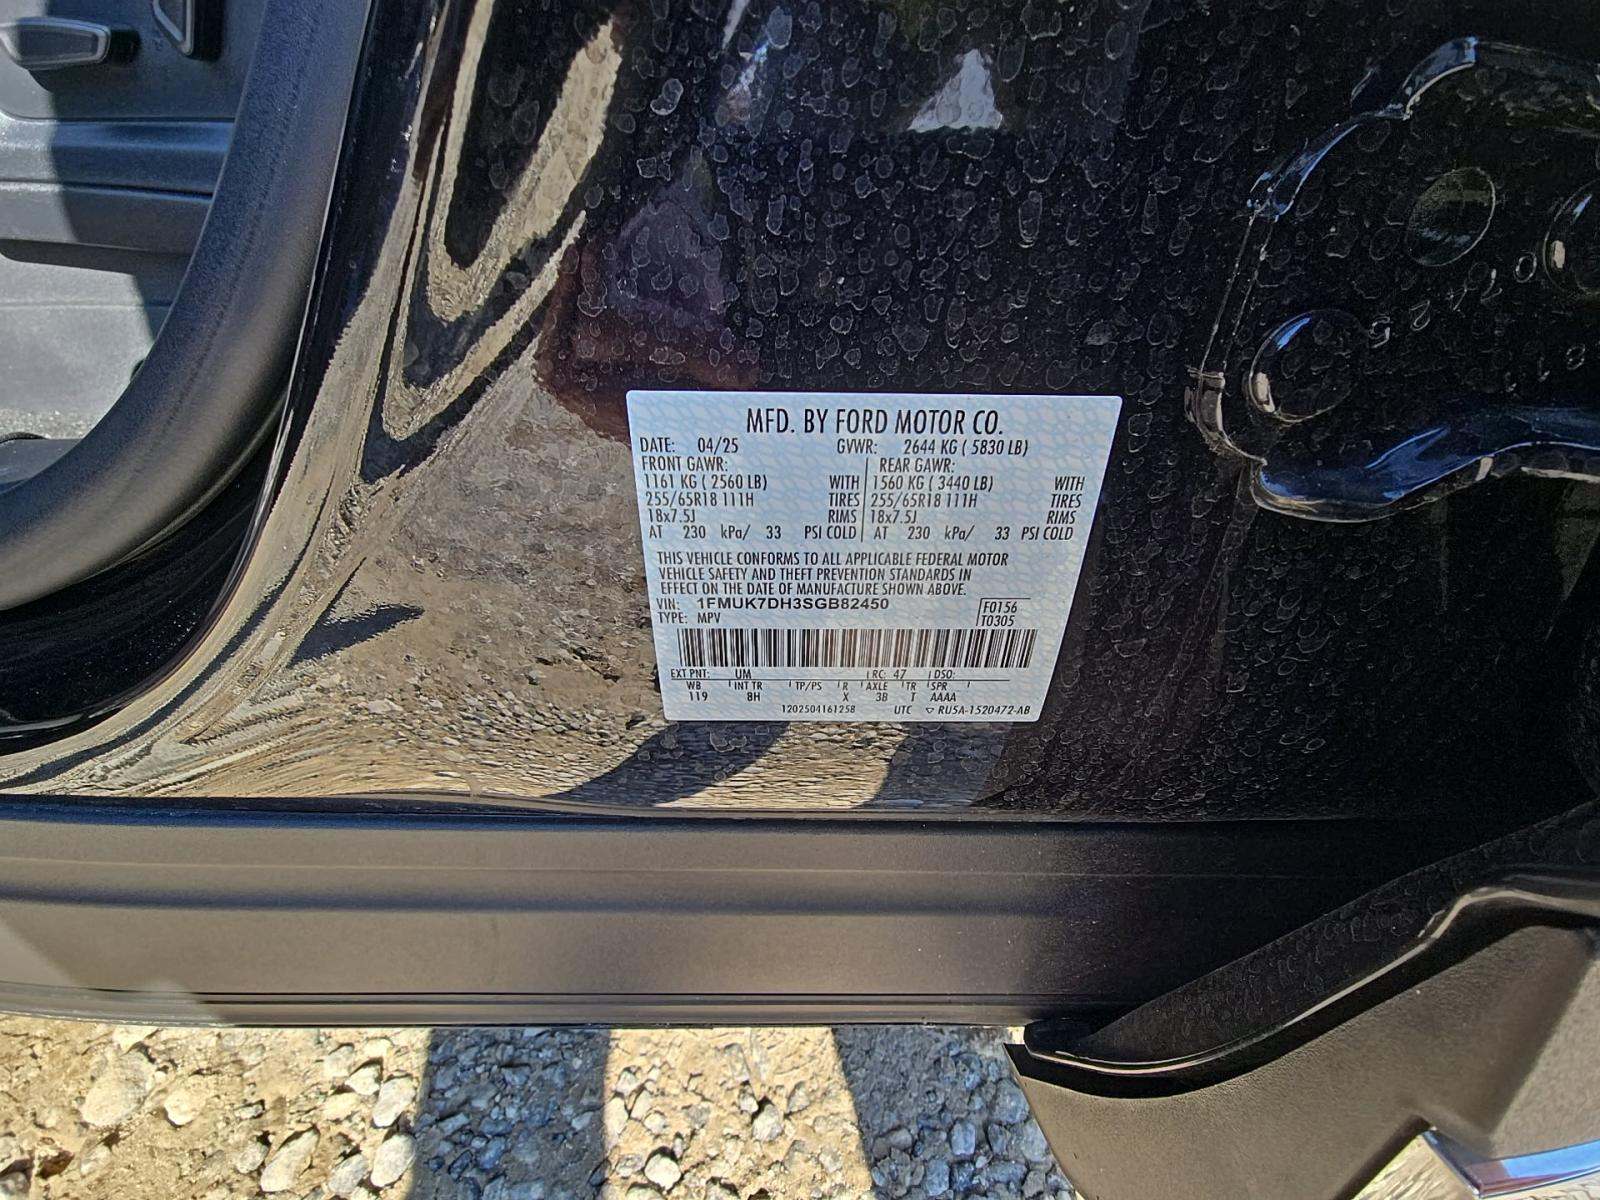 MFD. BY FORD MOTOR CO.
DATE: 04/25 GVWR: 2644 KG ( 5830 LB)
FRONT GAWR: REAR GAWR:
1161 KG ( 2560 LB) WITH 1560 KG ( 3440 LB) WITH
255/65R18 111H TIRES 255/65R18 111H TIRES
18x7.5J RIMS 18x7.5J RIMS
AT 230 kPa/ 33 PSI COLD AT 230 kPa/ 33 PSI COLD
THIS VEHICLE CONFORMS TO ALL APPLICABLE FEDERAL MOTOR
VEHICLE SAFETY AND THEFT PREVENTION STANDARDS IN
EFFECT ON THE DATE OF MANUFACTURE SHOWN ABOVE.
VIN: 1FMUK7DH3SGB82450 F0156
TYPE: MPV T0305
EXT PNT: UM RC: 47 DSO:
WB INT TR TP/PS R AXLE TR SPR
119 8H X 3B T AAAA
1202504161258 UTC ▽ RU5A-1520472-AB